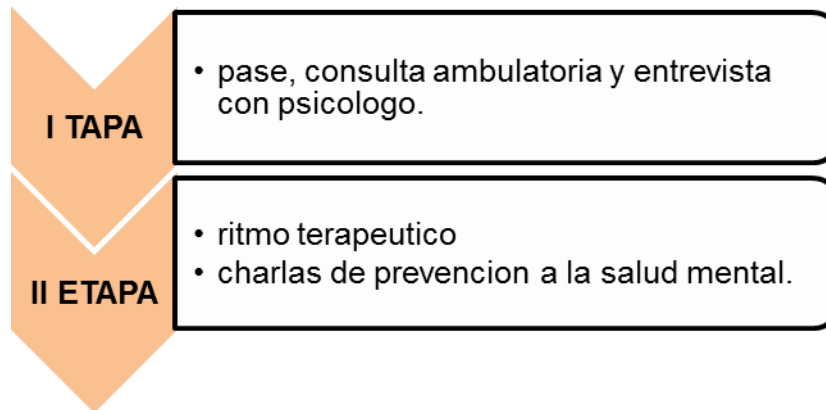 I TAPA
• pase, consulta ambulatoria y entrevista
con psicologo.
II ETAPA
• ritmo terapeutico
• charlas de prevencion a la salud mental.